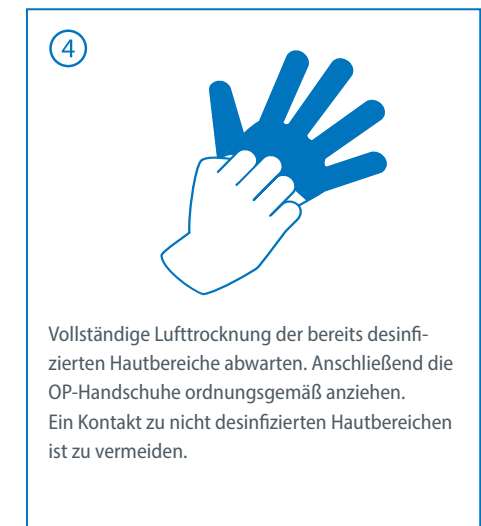 4
Vollständige Lufttrocknung der bereits desinfi-
zierten Hautbereiche abwarten. Anschließend die
OP-Handschuhe ordnungsgemäß anziehen.
Ein Kontakt zu nicht desinfizierten Hautbereichen
ist zu vermeiden.